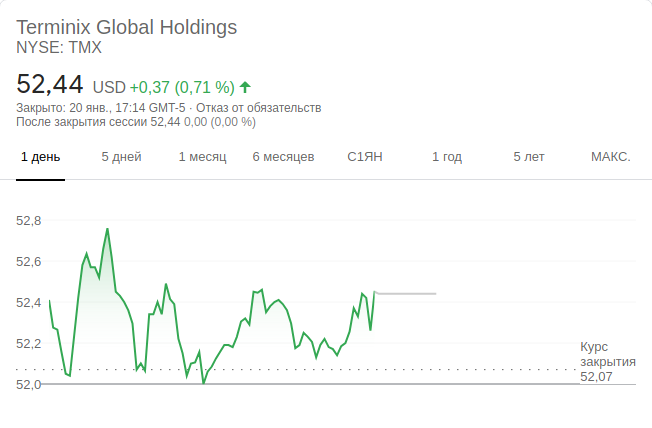 Terminix Global Holdings
NYSE: TMX
52,44 USD +0,37 (0,71 %)
Закрыто: 20 янв., 17:14 GMT-5 · Отказ от обязательств
После закрытия сессии 52,44 0,00 (0,00 %)
1 день 5 дней 1 месяц 6 месяцев С1ЯН 1 год 5 лет МАКС.
52,8
52,6
52,4
52,2
52,0
Курс
закрытия
52,07